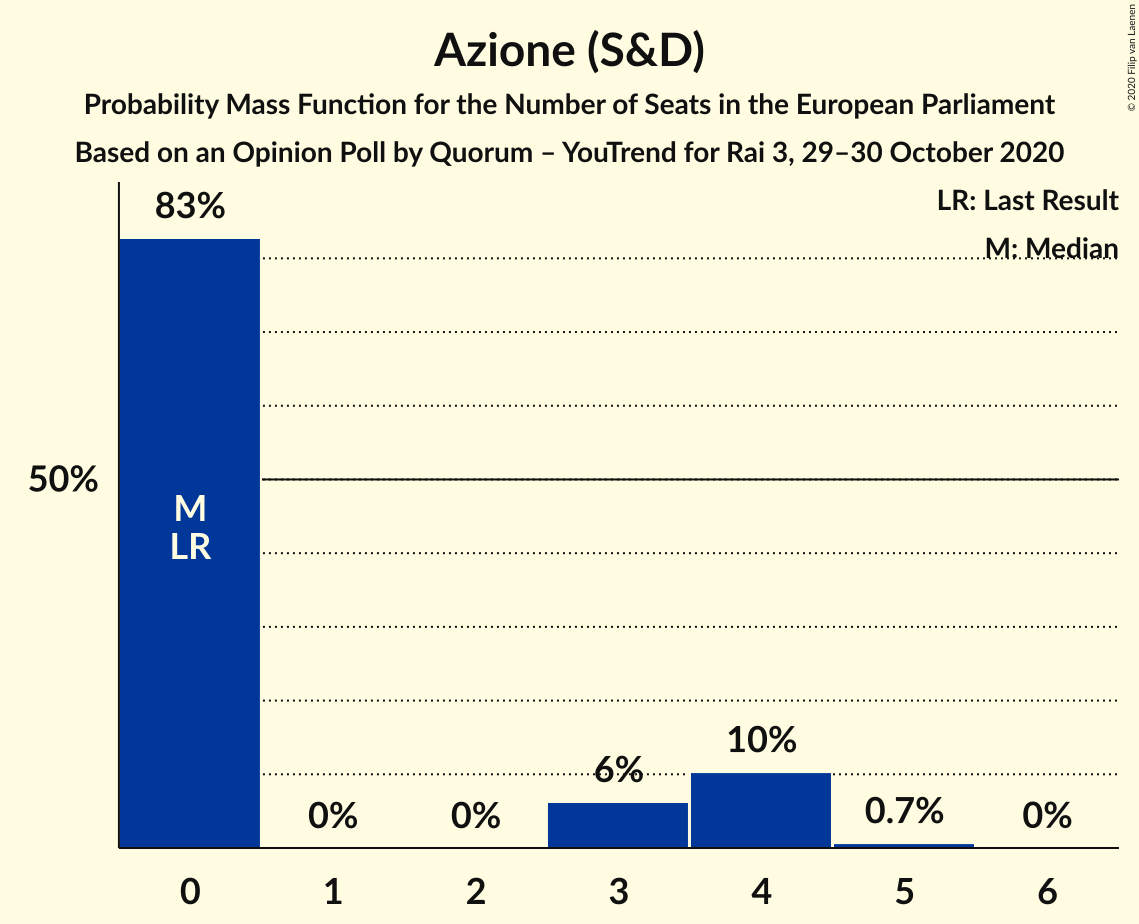 Azione (S&D)
Probability Mass Function for the Number of Seats in the European Parliament
Based on an Opinion Poll by Quorum – YouTrend for Rai 3, 29–30 October 2020
© 2020 Filip van Laenen
LR: Last Result
M: Median
83%
50%
M
LR
0%
0%
6%
10%
0.7%
0%
0
1
2
3
4
5
6